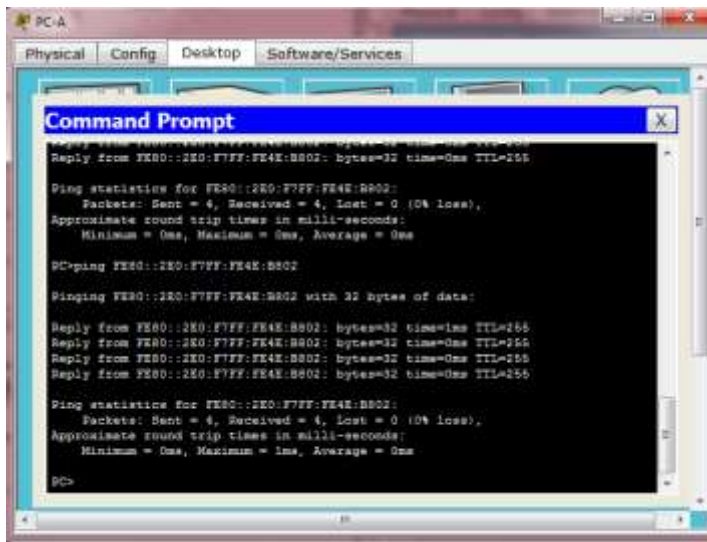 PC-A
Physical Config Desktop Software/Services
Command Prompt
X
Reply from FE80::2E0:F7FF:FE4E:B802: bytes=32 time=0ms TTL=255
Ping statistics for FE80::2E0:F7FF:FE4E:B802:
Packets: Sent = 4, Received = 4, Lost = 0 (0% loss),
Approximate round trip times in milli-seconds:
Minimum = 0ms, Maximum = 0ms, Average = 0ms
PC>ping FE80::2E0:F7FF:FE4E:B802
Pinging FE80::2E0:F7FF:FE4E:B802 with 32 bytes of data:
Reply from FE80::2E0:F7FF:FE4E:B802: bytes=32 time=1ms TTL=255
Reply from FE80::2E0:F7FF:FE4E:B802: bytes=32 time=0ms TTL=255
Reply from FE80::2E0:F7FF:FE4E:B802: bytes=32 time=0ms TTL=255
Reply from FE80::2E0:F7FF:FE4E:B802: bytes=32 time=0ms TTL=255
Ping statistics for FE80::2E0:F7FF:FE4E:B802:
Packets: Sent = 4, Received = 4, Lost = 0 (0% loss),
Approximate round trip times in milli-seconds:
Minimum = 0ms, Maximum = 1ms, Average = 0ms
PC>